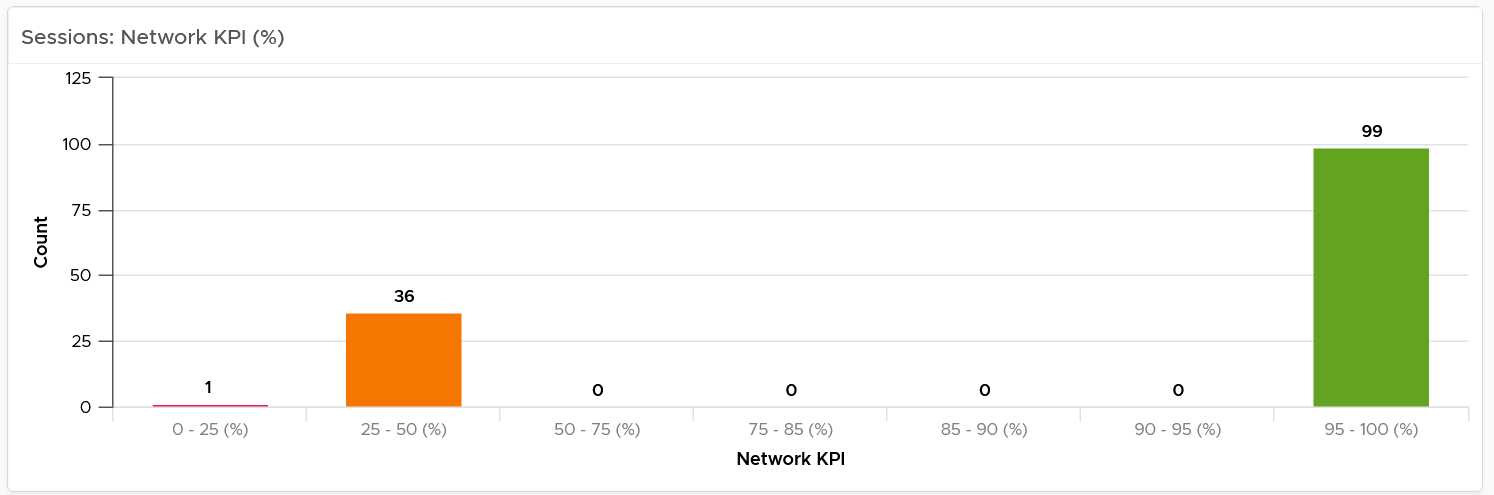 Sessions: Network KPI (%)
125
100
75
50
25
0
Count
1
36
0
0
0
0
99
0 - 25 (%)
25 - 50 (%)
50 - 75 (%)
75 - 85 (%)
85 - 90 (%)
90 - 95 (%)
95 - 100 (%)
Network KPI